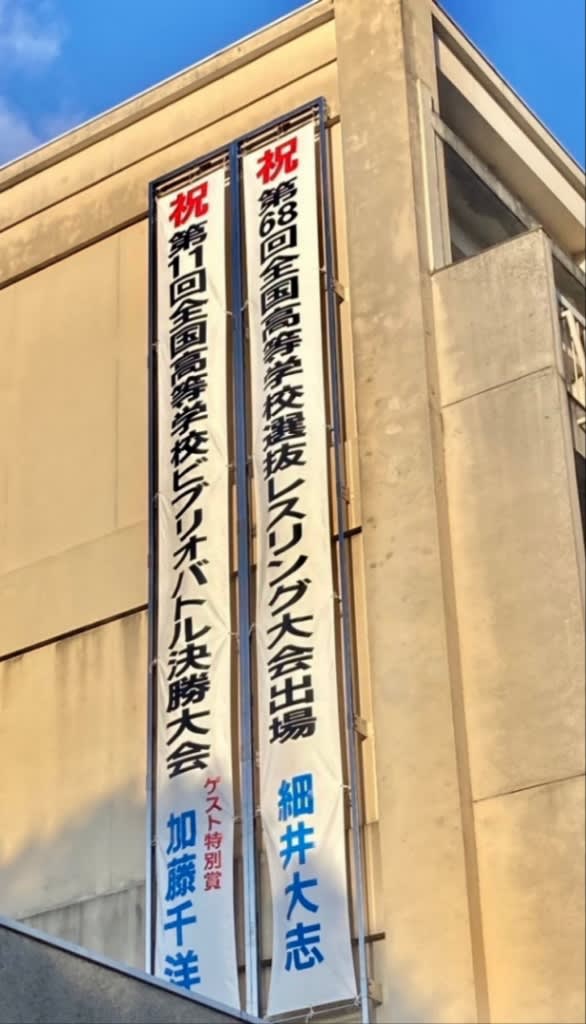 祝 第68回全国高等学校選抜レスリング大会出場 細井大志
祝 第11回全国高等学校ビブリオバトル決勝大会
ゲスト特別賞
加藤千洋